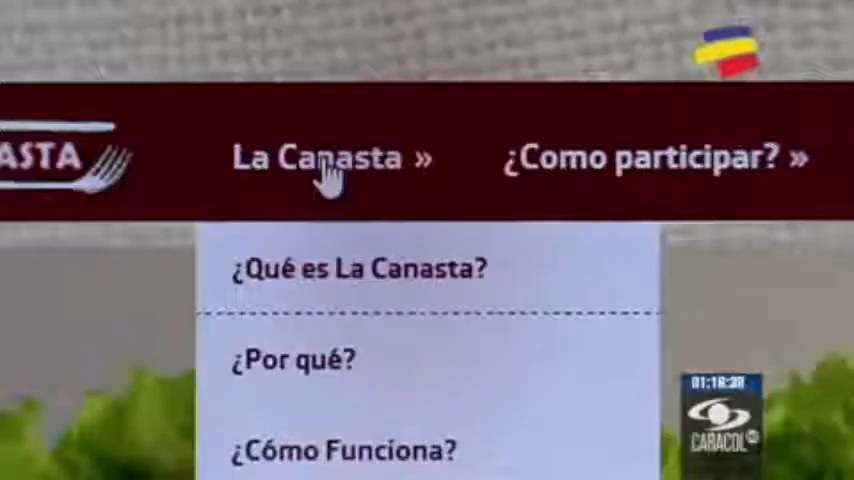 ASTA
La Canasta »
¿Como participar? »
¿Qué es La Canasta?
¿Por qué?
¿Cómo Funciona?
01:16:38
CARACOL